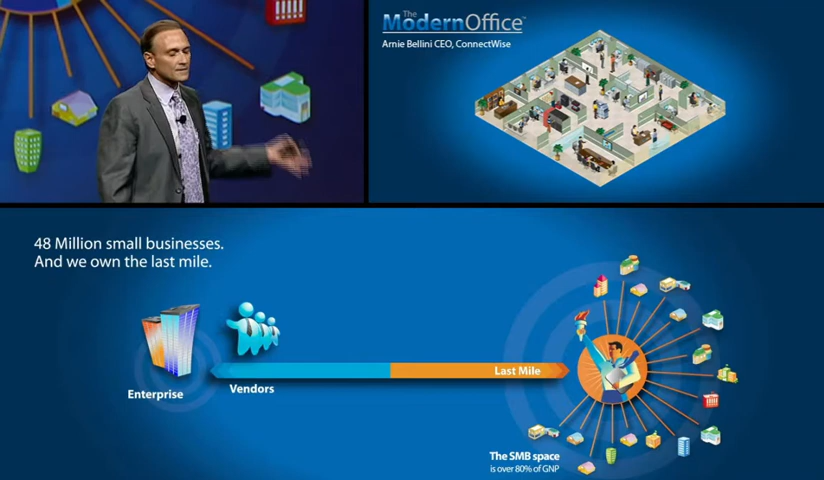 The
ModernOffice™
Arnie Bellini CEO, ConnectWise
48 Million small businesses.
And we own the last mile.
Last Mile
Enterprise
Vendors
The SMB space
is over 80% of GNP